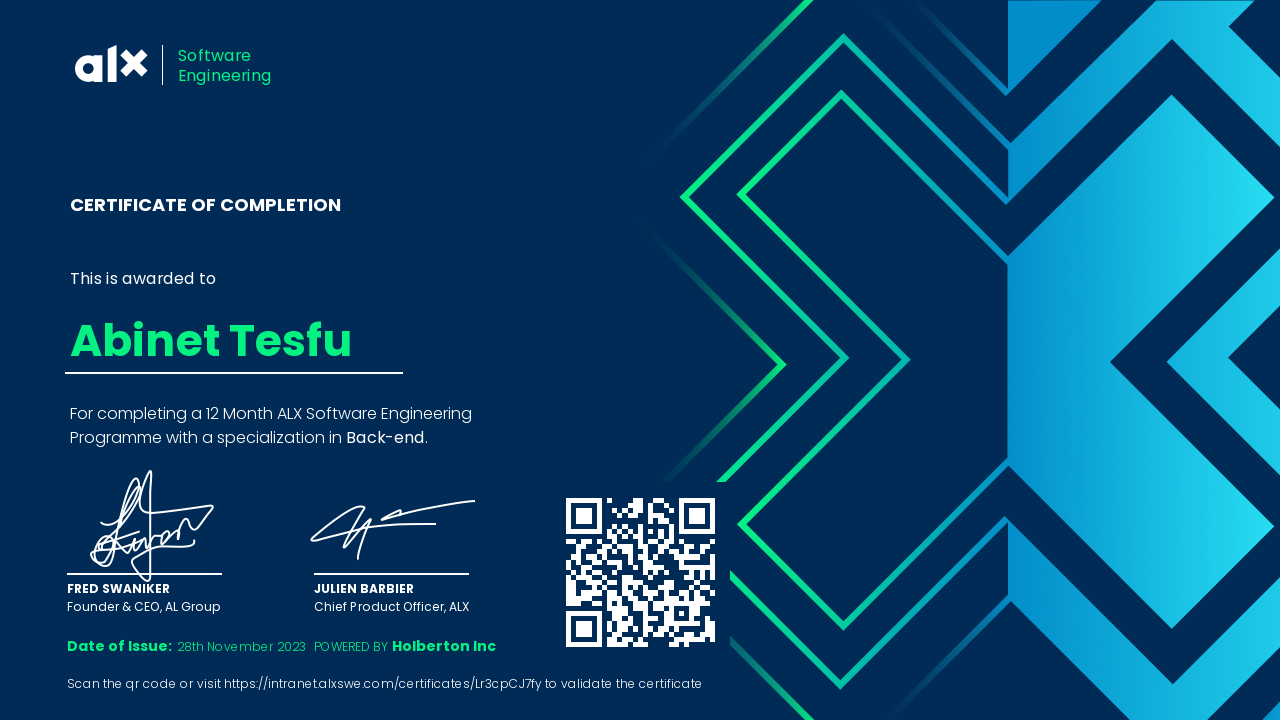 alx
Software
Engineering
CERTIFICATE OF COMPLETION
This is awarded to
Abinet Tesfu
For completing a 12 Month ALX Software Engineering
Programme with a specialization in Back-end.
FRED SWANIKER
Founder & CEO, AL Group
JULIEN BARBIER
Chief Product Officer, ALX
Date of Issue: 28th November 2023 POWERED BY Holberton Inc
Scan the qr code or visit https://intranet.alxswe.com/certificates/Lr3cpCJ7fy to validate the certificate